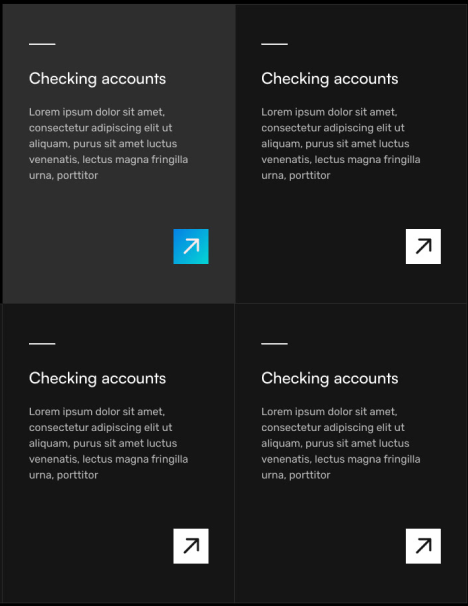 Checking accounts
Lorem ipsum dolor sit amet,
consectetur adipiscing elit ut
aliquam, purus sit amet luctus
venenatis, lectus magna fringilla
urna, porttitor
Checking accounts
Lorem ipsum dolor sit amet,
consectetur adipiscing elit ut
aliquam, purus sit amet luctus
venenatis, lectus magna fringilla
urna, porttitor
Checking accounts
Lorem ipsum dolor sit amet,
consectetur adipiscing elit ut
aliquam, purus sit amet luctus
venenatis, lectus magna fringilla
urna, porttitor
Checking accounts
Lorem ipsum dolor sit amet,
consectetur adipiscing elit ut
aliquam, purus sit amet luctus
venenatis, lectus magna fringilla
urna, porttitor